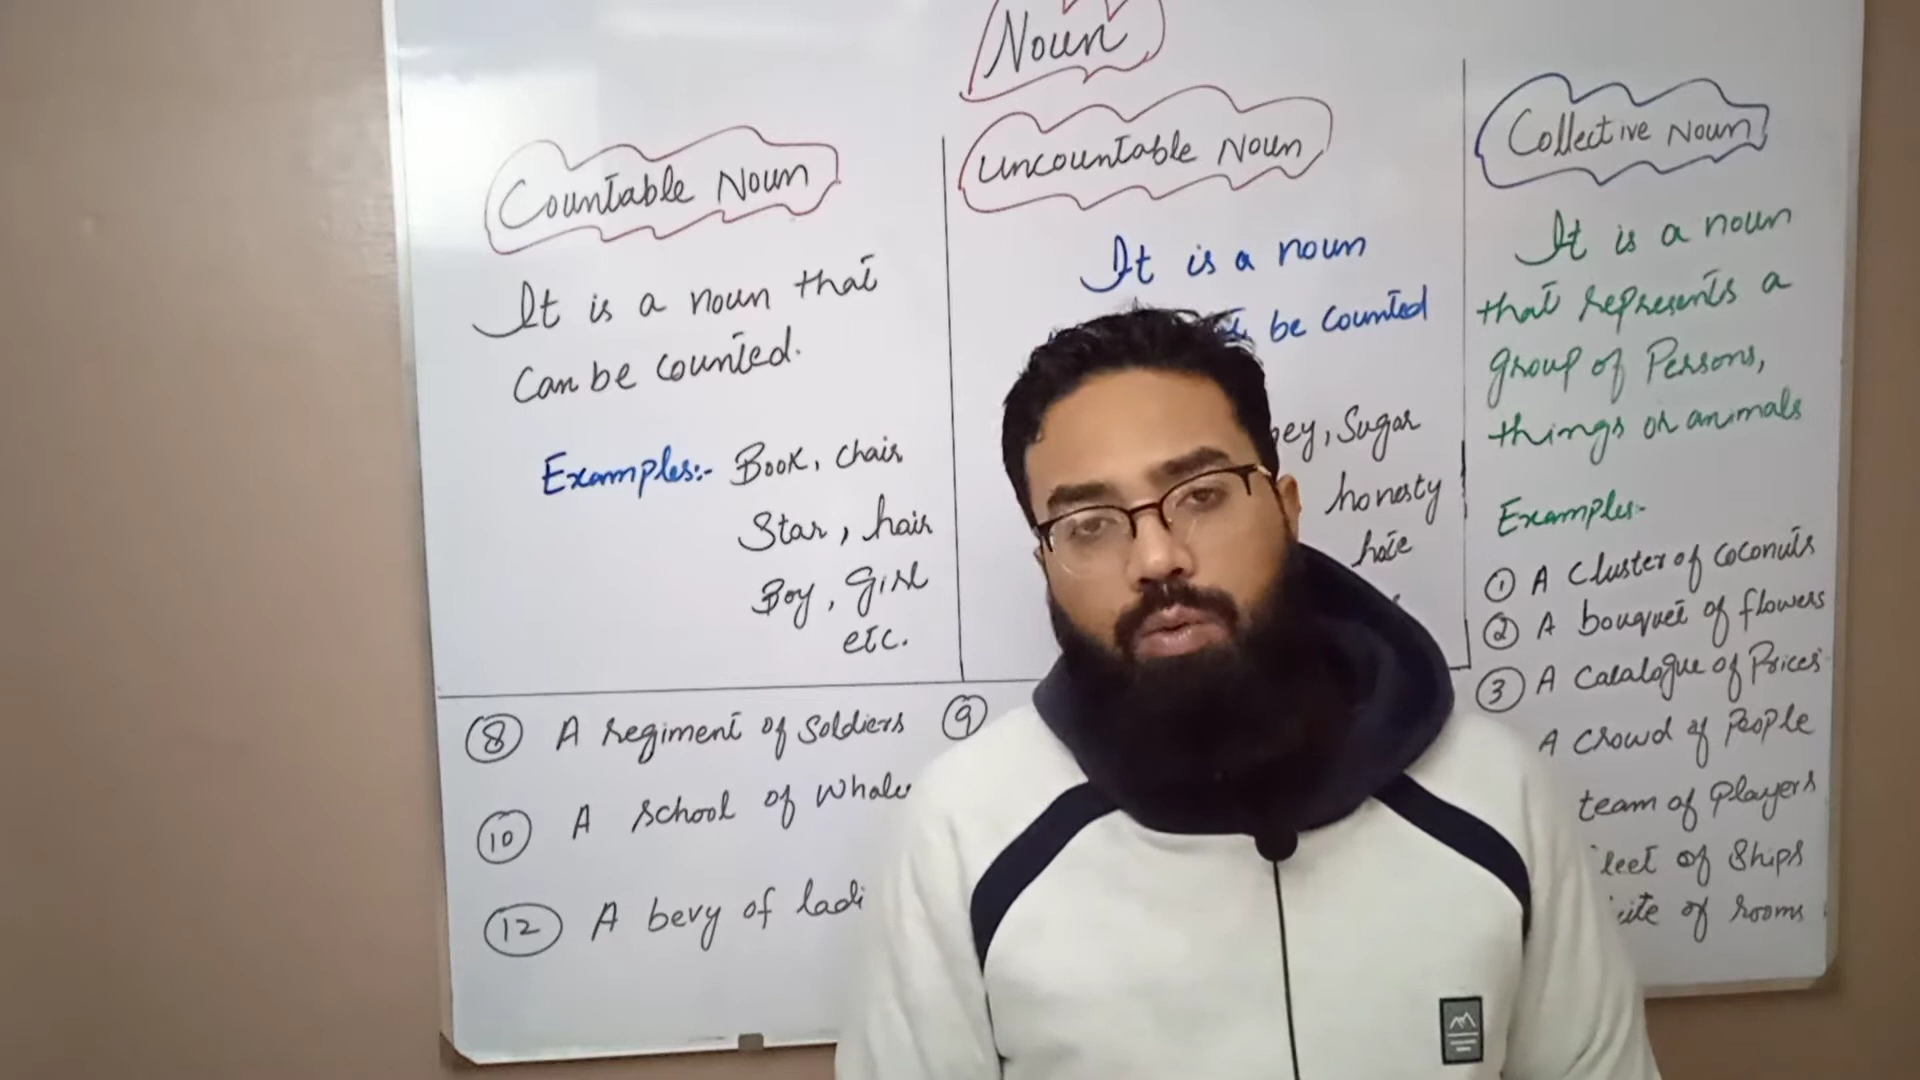 Noun
Countable Noun
It is a noun that
can be counted.
Examples:- Book, chair
Star, hair
Boy, Girl
etc.
Uncountable Noun
It is a noun
be counted
Sugar
honesty
hate
Collective Noun
It is a noun
that represents a
group of Persons,
things or animals
Examples:-
① A Cluster of coconuts
② A bouquet of flowers
③ A Catalogue of Prices
A crowd of People
team of Players
of Ships
of rooms
⑧ A regiment of Soldiers ⑨
⑩ A school of whale
⑫ A bevy of